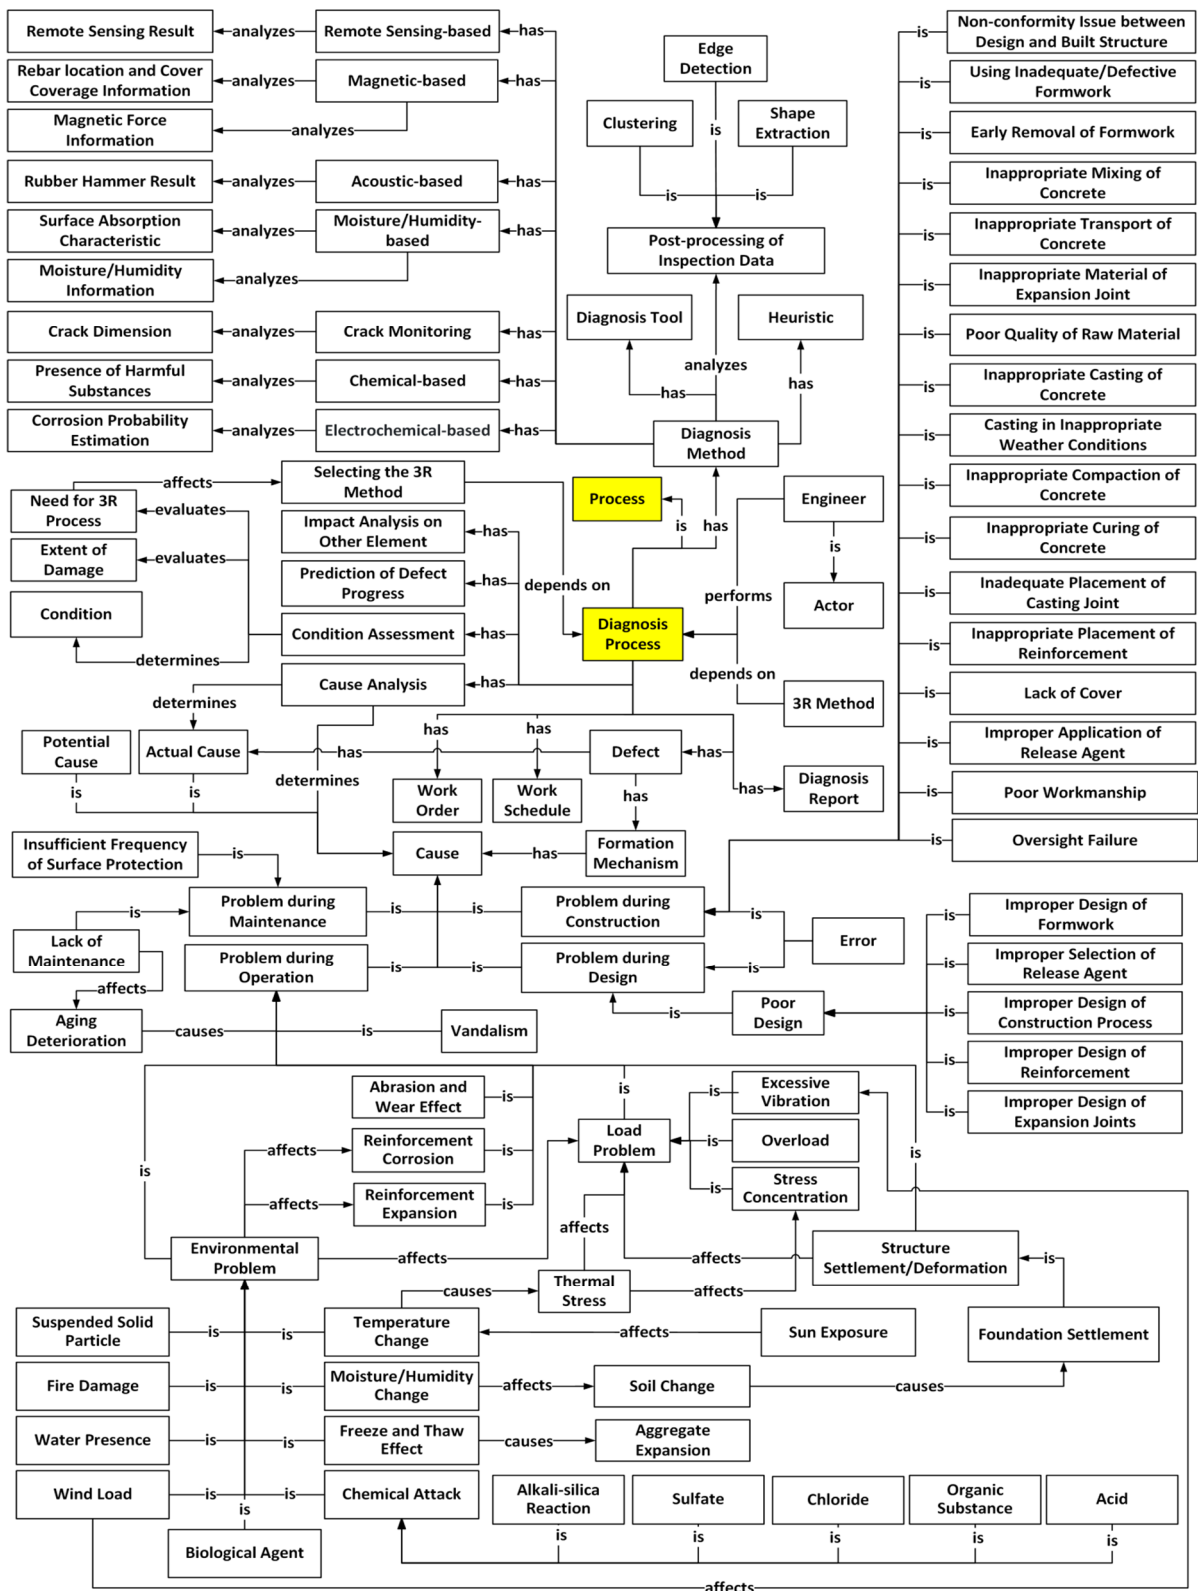 Remote Sensing Result
analyzes
Remote Sensing-based
has
Edge
Detection
is
Non-conformity Issue between
Design and Built Structure
Rebar location and Cover
Coverage Information
analyzes
Magnetic-based
has
is
Using Inadequate/Defective
Formwork
Magnetic Force
Information
analyzes
Clustering
is
Shape
Extraction
is
Early Removal of Formwork
Rubber Hammer Result
analyzes
Acoustic-based
has
is
is
is
Inappropriate Mixing of
Concrete
Surface Absorption
Characteristic
analyzes
Moisture/Humidity-
based
has
Post-processing of
Inspection Data
is
Inappropriate Transport of
Concrete
Moisture/Humidity
Information
analyzes
is
Inappropriate Material of
Expansion Joint
Crack Dimension
analyzes
Crack Monitoring
has
Diagnosis Tool
Heuristic
is
Poor Quality of Raw Material
Presence of Harmful
Substances
analyzes
Chemical-based
has
has
analyzes
has
is
Inappropriate Casting of
Concrete
Corrosion Probability
Estimation
analyzes
Electrochemical-based
has
Diagnosis
Method
is
Casting in Inappropriate
Weather Conditions
Need for 3R
Process
affects
Selecting the 3R
Method
Process
Engineer
is
Inappropriate Compaction of
Concrete
evaluates
Impact Analysis on
Other Element
has
is
has
is
is
Inappropriate Curing of
Concrete
Extent of
Damage
evaluates
Prediction of Defect
Progress
has
depends on
performs
Actor
is
Inadequate Placement of
Casting Joint
Condition
determines
Condition Assessment
has
Diagnosis
Process
is
Inappropriate Placement of
Reinforcement
determines
Cause Analysis
has
depends on
3R Method
is
Lack of Cover
Potential
Cause
Actual Cause
has
determines
has
has
Defect
has
is
Improper Application of
Release Agent
is
is
Work
Order
Work
Schedule
has
has
Diagnosis
Report
is
Poor Workmanship
Insufficient Frequency
of Surface Protection
is
Cause
has
Formation
Mechanism
is
Oversight Failure
Problem during
Maintenance
is
is
Problem during
Construction
is
is
Improper Design of
Formwork
Lack of
Maintenance
is
Error
Problem during
Operation
is
is
Problem during
Design
is
is
Improper Selection of
Release Agent
affects
Aging
Deterioration
causes
is
Vandalism
is
Poor
Design
is
Improper Design of
Construction Process
is
Improper Design of
Reinforcement
is
Improper Design of
Expansion Joints
Abrasion and
Wear Effect
is
is
is
Excessive
Vibration
Reinforcement
Corrosion
affects
is
Load
Problem
is
Overload
is
Reinforcement
Expansion
affects
is
is
Stress
Concentration
Environmental
Problem
affects
affects
affects
Structure
Settlement/Deformation
is
is
causes
Thermal
Stress
affects
Suspended Solid
Particle
is
is
Temperature
Change
affects
Sun Exposure
Foundation Settlement
Fire Damage
is
is
Moisture/Humidity
Change
affects
Soil Change
causes
Water Presence
is
is
Freeze and Thaw
Effect
causes
Aggregate
Expansion
Wind Load
is
is
Chemical Attack
Alkali-silica
Reaction
Sulfate
Chloride
Organic
Substance
Acid
is
Biological Agent
is
is
is
is
is
affects